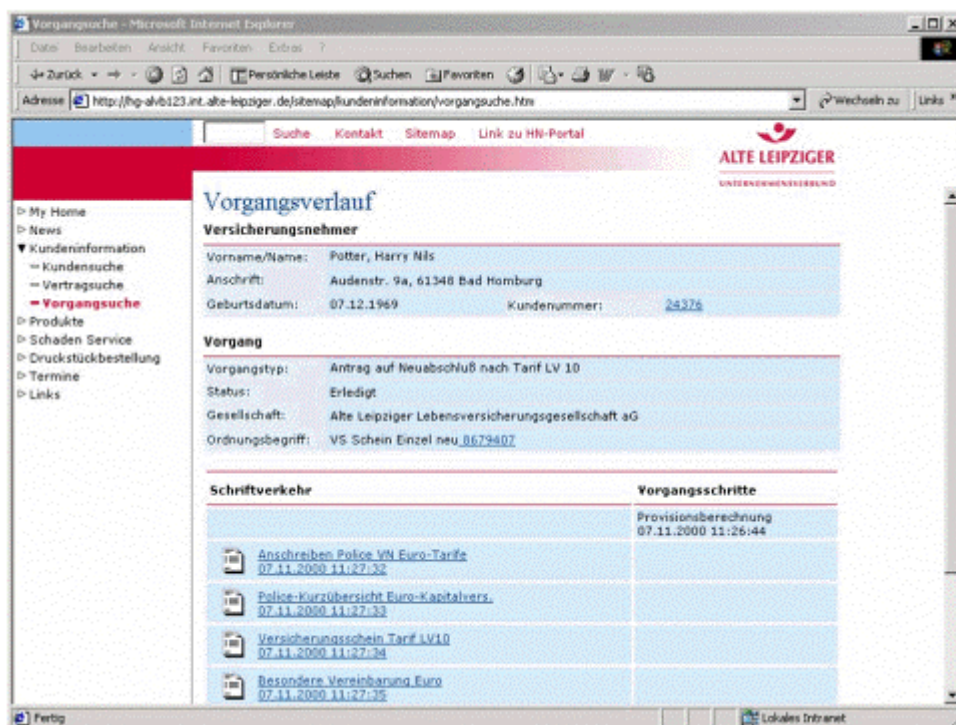 Vorgangsuche - Microsoft Internet Explorer
Datei Bearbeiten Ansicht Favoriten Extras ?
Zurück Persönliche Leiste Suchen Favoriten
Adresse http://hg-alvb123.int.alte-leipziger.de/sitemap/kundeninformation/vorgangsuche.htm Wechseln zu Links
Suche Kontakt Sitemap Link zu HN-Portal
ALTE LEIPZIGER
UNTERNEHMENSVERBUND
My Home
News
Kundeninformation
Kundensuche
Vertragsuche
Vorgangsuche
Produkte
Schaden Service
Druckstückbestellung
Termine
Links
Vorgangsverlauf
Versicherungsnehmer
Vorname/Name: Potter, Harry Nils
Anschrift: Audenstr. 9a, 61348 Bad Homburg
Geburtsdatum: 07.12.1969 Kundenummer: 24376
Vorgang
Vorgangstyp: Antrag auf Neuabschluß nach Tarif LV 10
Status: Erledigt
Gesellschaft: Alte Leipziger Lebensversicherungsgesellschaft aG
Ordnungsbegriff: VS Schein Einzel neu 8679407
Schriftverkehr Vorgangsschritte
Provisionsberechnung
07.11.2000 11:26:44
Anschreiben Police VN Euro-Tarife
07.11.2000 11:27:32
Police-Kurzübersicht Euro-Kapitalvers.
07.11.2000 11:27:33
Versicherungsschein Tarif LV10
07.11.2000 11:27:34
Besondere Vereinbarung Euro
07.11.2000 11:27:35
Fertig Lokales Intranet